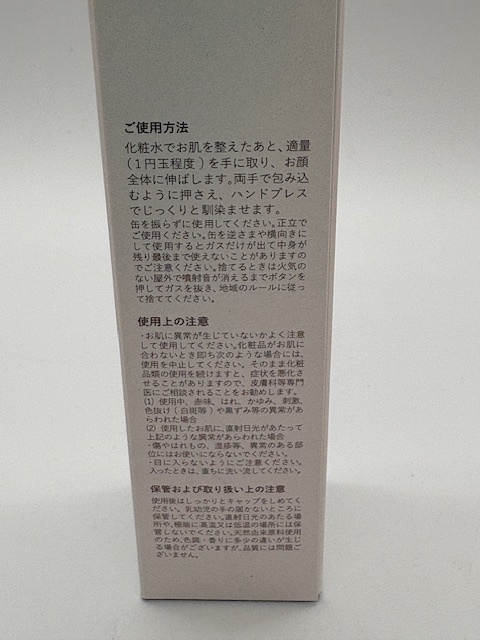 ご使用方法
化粧水でお肌を整えたあと、適量
(１円玉程度)を手に取り、お顔
全体に伸ばします。両手で包み込
むように押さえ、ハンドプレス
でじっくりと馴染ませます。
缶を振らずに使用してください。正立で
ご使用ください。缶を逆さまや横向きに
して使用するとガスだけが出て中身が
残り最後まで使えないことがありますの
でご注意ください。捨てるときは火気の
ない屋外で噴射音が消えるまでボタンを
押してガスを抜き、地域のルールに従っ
て捨ててください。
使用上の注意
・お肌に異常が生じていないかよく注意
して使用してください。化粧品がお肌に
合わないとき即ち次のような場合には、
使用を中止してください。そのまま化粧
品類の使用を続けますと、症状を悪化さ
せることがありますので、皮膚科等専門
医にご相談されることをお勧めします。
(1) 使用中、赤味、はれ、かゆみ、刺激、
色抜け(白斑等)や黒ずみ等の異常があ
らわれた場合
(2) 使用したお肌に、直射日光があたって
上記のような異常があらわれた場合
・傷やはれもの、湿疹等、異常のある部
位にはお使いにならないでください。
・目に入らないようにご注意ください。
入ったときは、直ちに洗い流してください。
保管および取り扱い上の注意
使用後はしっかりとキャップをしめてく
ださい。乳幼児の手の届かないところに
保管してください。直射日光のあたる場
所や、極端に高温又は低温の場所には保
管しないでください。天然由来原料使用
のため、色調・香りに多少の違いが生じ
る場合がございますが、品質には問題ご
ざいません。